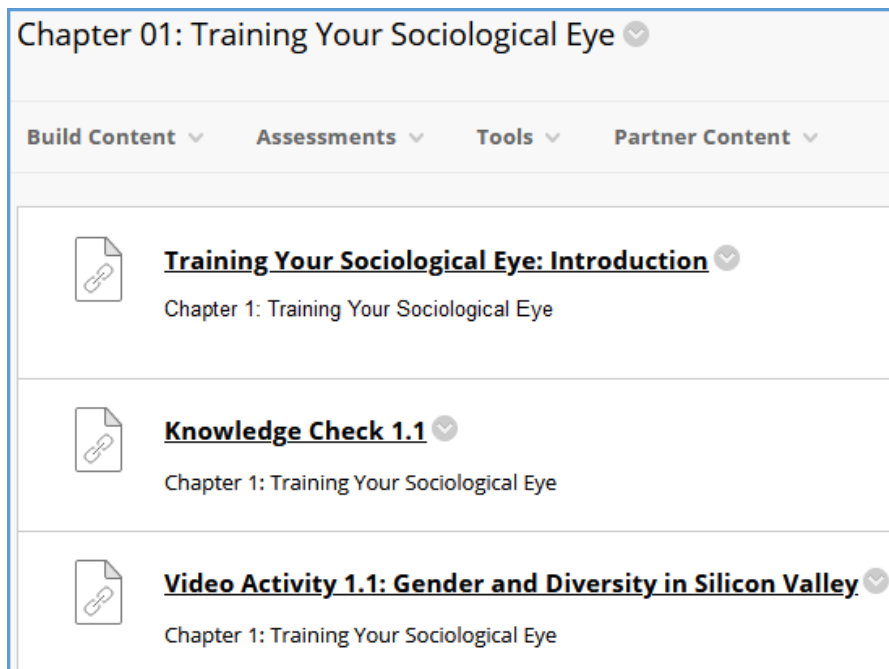 Chapter 01: Training Your Sociological Eye
Build Content Assessments Tools Partner Content
Training Your Sociological Eye: Introduction
Chapter 1: Training Your Sociological Eye
Knowledge Check 1.1
Chapter 1: Training Your Sociological Eye
Video Activity 1.1: Gender and Diversity in Silicon Valley
Chapter 1: Training Your Sociological Eye